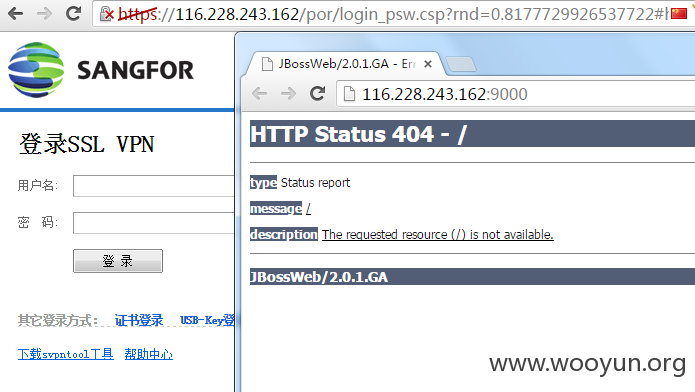 https://116.228.243.162/por/login_psw.csp?rnd=0.8177729926537722#h
SANGFOR
登录SSL VPN
用户名:
密 码:
登 录
其它登录方式: 证书登录 USB-Key登
下载svpntool工具 帮助中心
JBossWeb/2.0.1.GA - Err
116.228.243.162:9000
HTTP Status 404 - /
type Status report
message /
description The requested resource (/) is not available.
JBossWeb/2.0.1.GA
www.wooyun.org